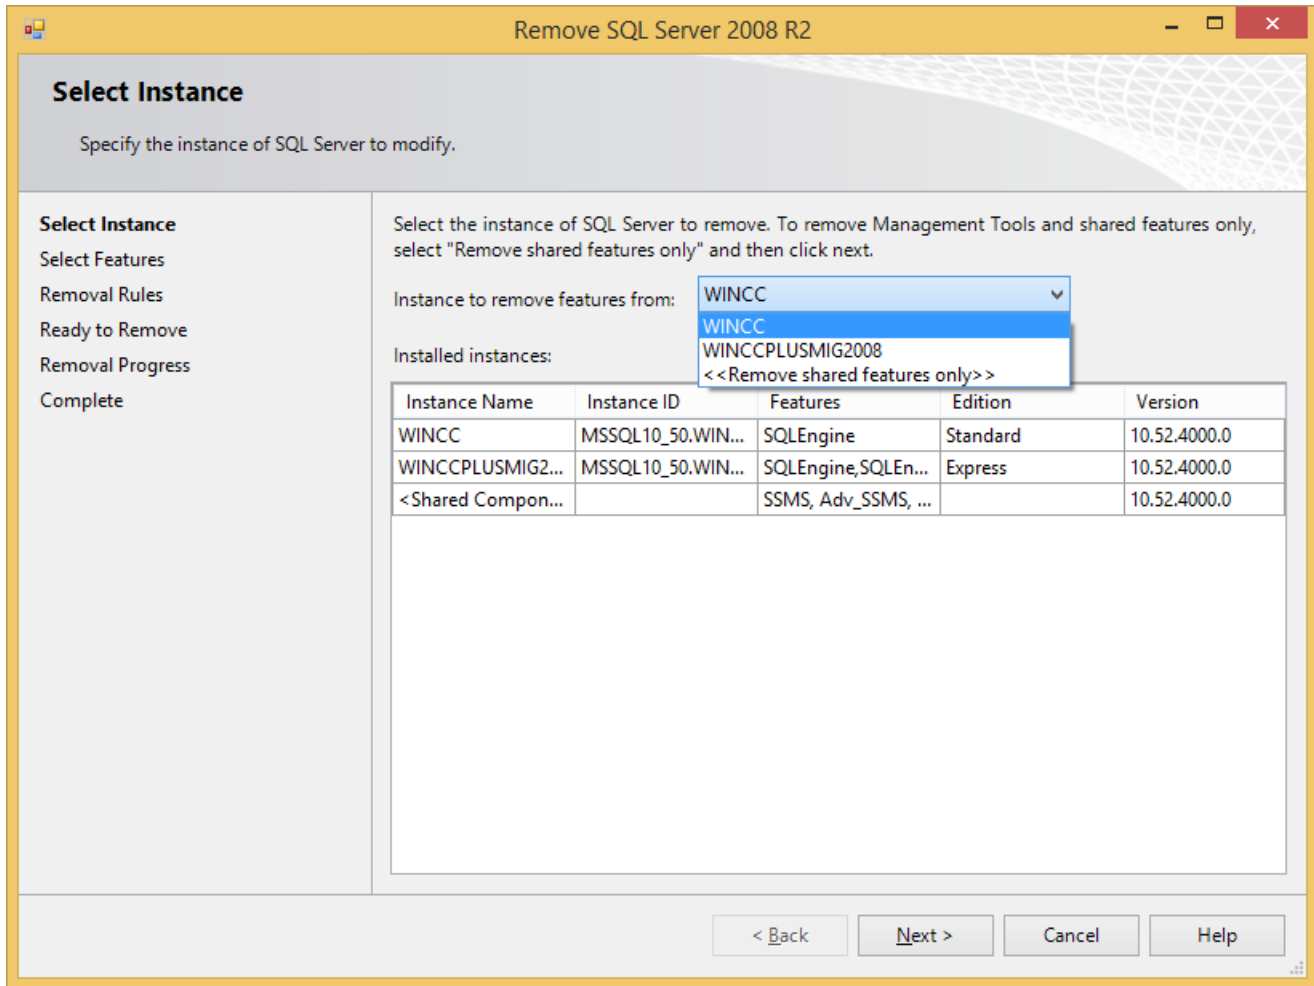 Remove SQL Server 2008 R2
Select Instance
Specify the instance of SQL Server to modify.
Select Instance
Select Features
Removal Rules
Ready to Remove
Removal Progress
Complete
Select the instance of SQL Server to remove. To remove Management Tools and shared features only,
select "Remove shared features only" and then click next.
Instance to remove features from: WINCC
WINCC
WINCCPLUSMIG2008
<<Remove shared features only>>
Installed instances:
Instance Name Instance ID Features Edition Version
WINCC MSSQL10_50.WIN... SQLEngine Standard 10.52.4000.0
WINCCPLUSMIG2... MSSQL10_50.WIN... SQLEngine,SQLEn... Express 10.52.4000.0
<Shared Compon... SSMS, Adv_SSMS, ... 10.52.4000.0
< Back Next > Cancel Help